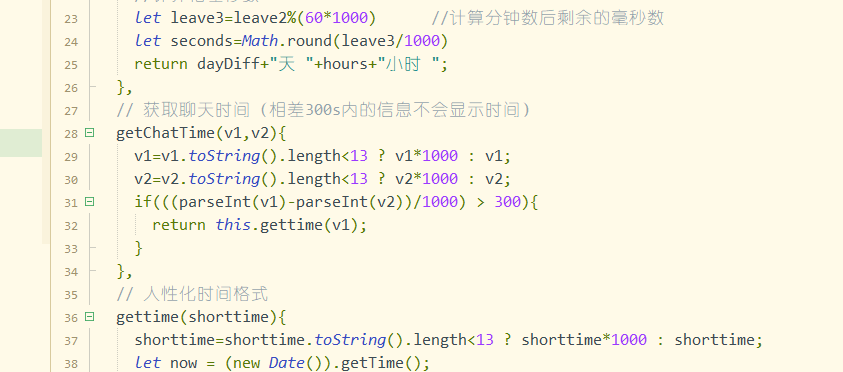 23 let leave3=leave2%(60*1000) //计算分钟数后剩余的毫秒数
24 let seconds=Math.round(leave3/1000)
25 return dayDiff+"天 "+hours+"小时 ";
26 },
27 // 获取聊天时间（相差300s内的信息不会显示时间）
28 getChatTime(v1,v2){
29 v1=v1.toString().length<13 ? v1*1000 : v1;
30 v2=v2.toString().length<13 ? v2*1000 : v2;
31 if(((parseInt(v1)-parseInt(v2))/1000) > 300){
32 return this.gettime(v1);
33 }
34 },
35 // 人性化时间格式
36 gettime(shorttime){
37 shorttime=shorttime.toString().length<13 ? shorttime*1000 : shorttime;
38 let now = (new Date()).getTime();